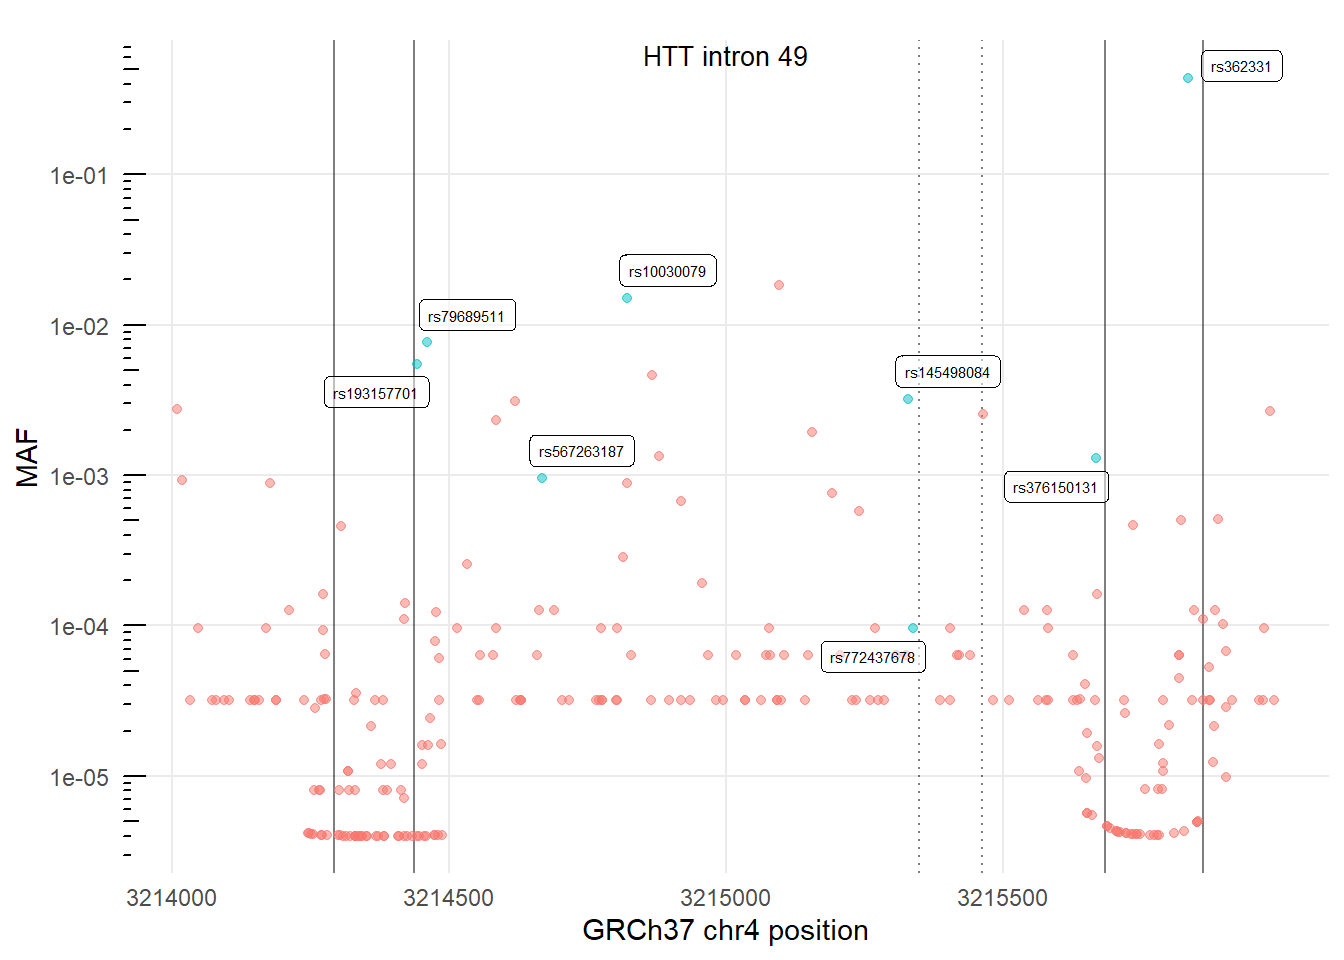 HTT intron 49
rs362331
1e-01
rs10030079
rs79689511
1e-02
rs145498084
rs193157701
rs567263187
MAF
1e-03
rs376150131
1e-04
rs772437678
1e-05
3214000
3214500
3215000
3215500
GRCh37 chr4 position